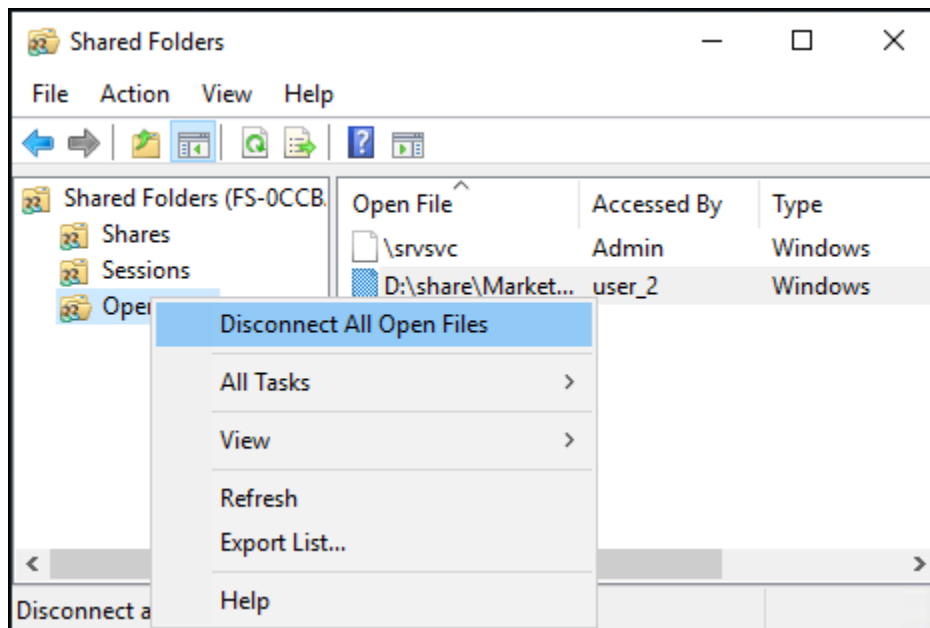 Shared Folders
File Action View Help
Shared Folders (FS-0CCB.
Shares
Sessions
Open File Accessed By Type
\srvsvc Admin Windows
D:\share\Market... user_2 Windows
Disconnect All Open Files
All Tasks
View
Refresh
Export List...
Help
Disconnect a